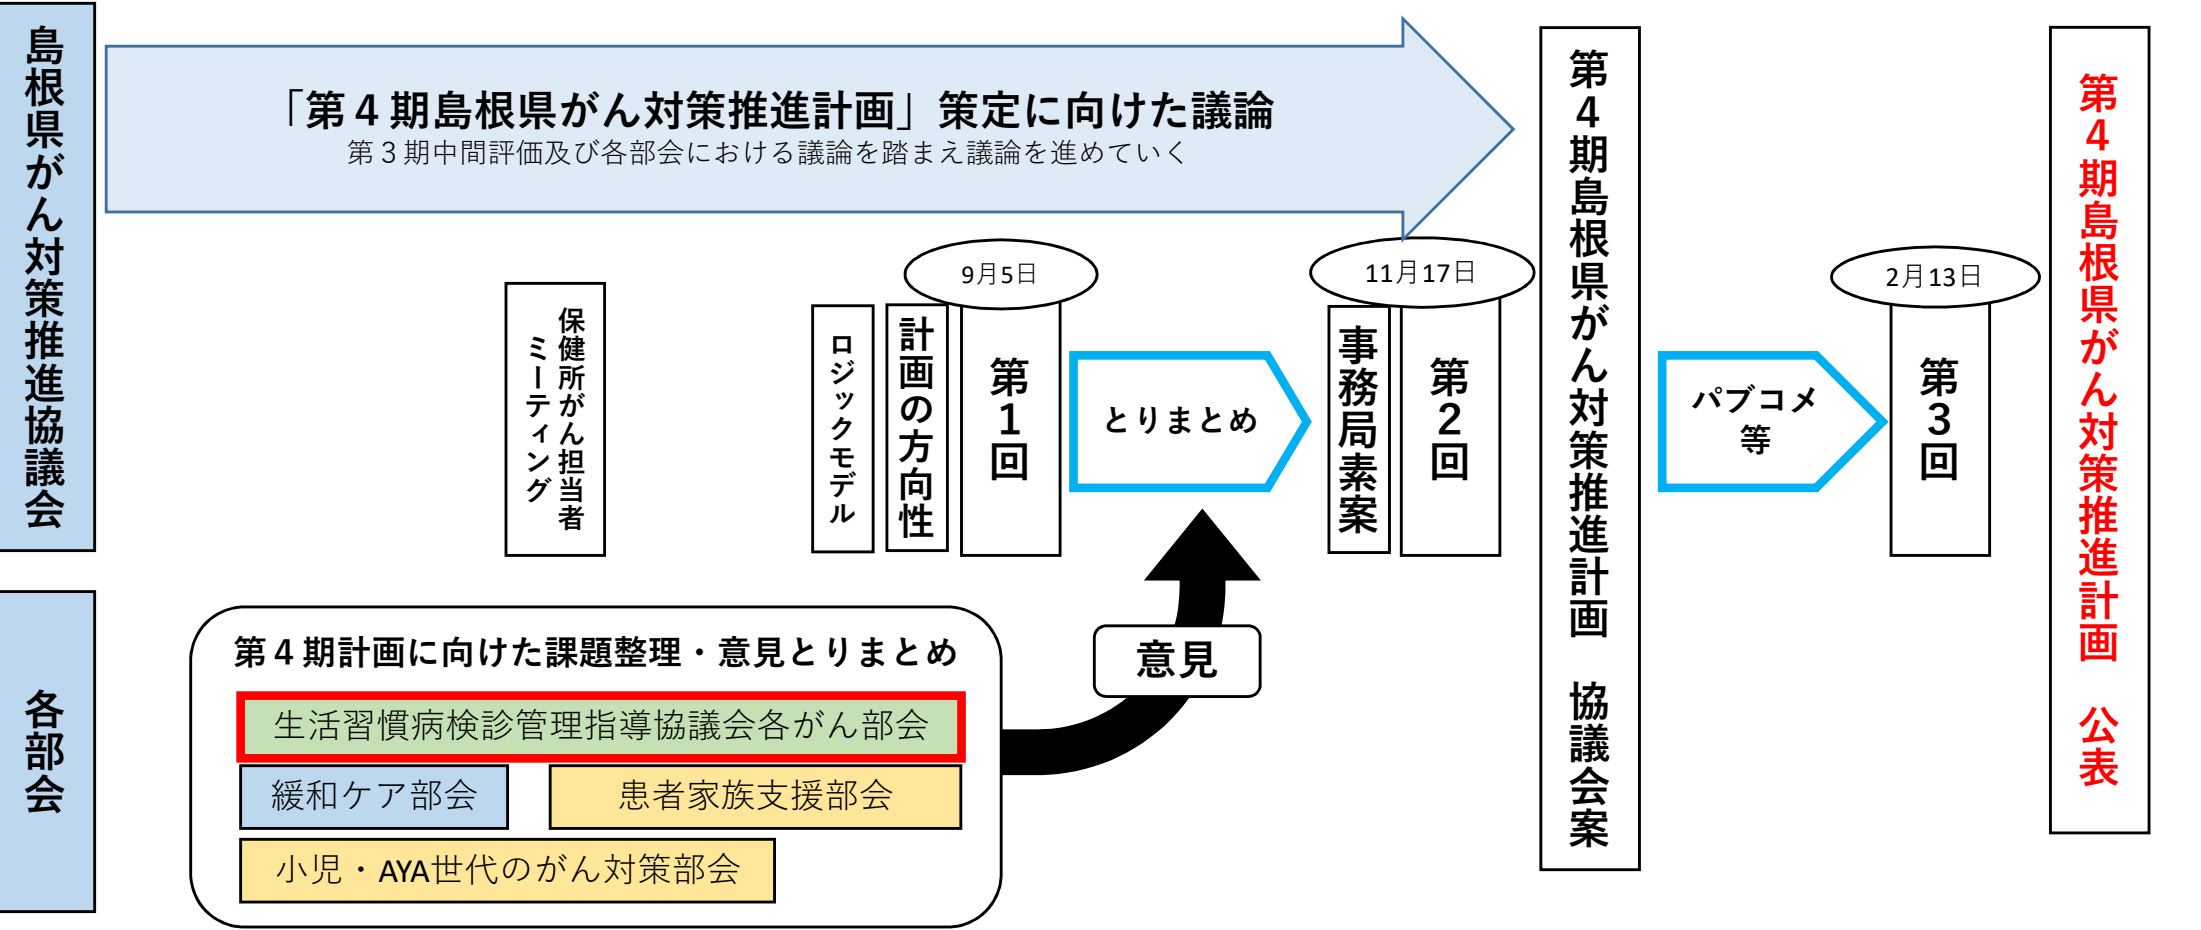 島根県がん対策推進協議会
「第４期島根県がん対策推進計画」策定に向けた議論
第３期中間評価及び各部会における議論を踏まえ議論を進めていく
保健所がん担当者
ミーティング
ロジックモデル
計画の方向性
9月5日
第１回
とりまとめ
事務局素案
11月17日
第２回
第４期島根県がん対策推進計画　協議会案
パブコメ
等
2月13日
第３回
第４期島根県がん対策推進計画　公表
各部会
第４期計画に向けた課題整理・意見とりまとめ
生活習慣病検診管理指導協議会各がん部会
緩和ケア部会
患者家族支援部会
小児・AYA世代のがん対策部会
意見